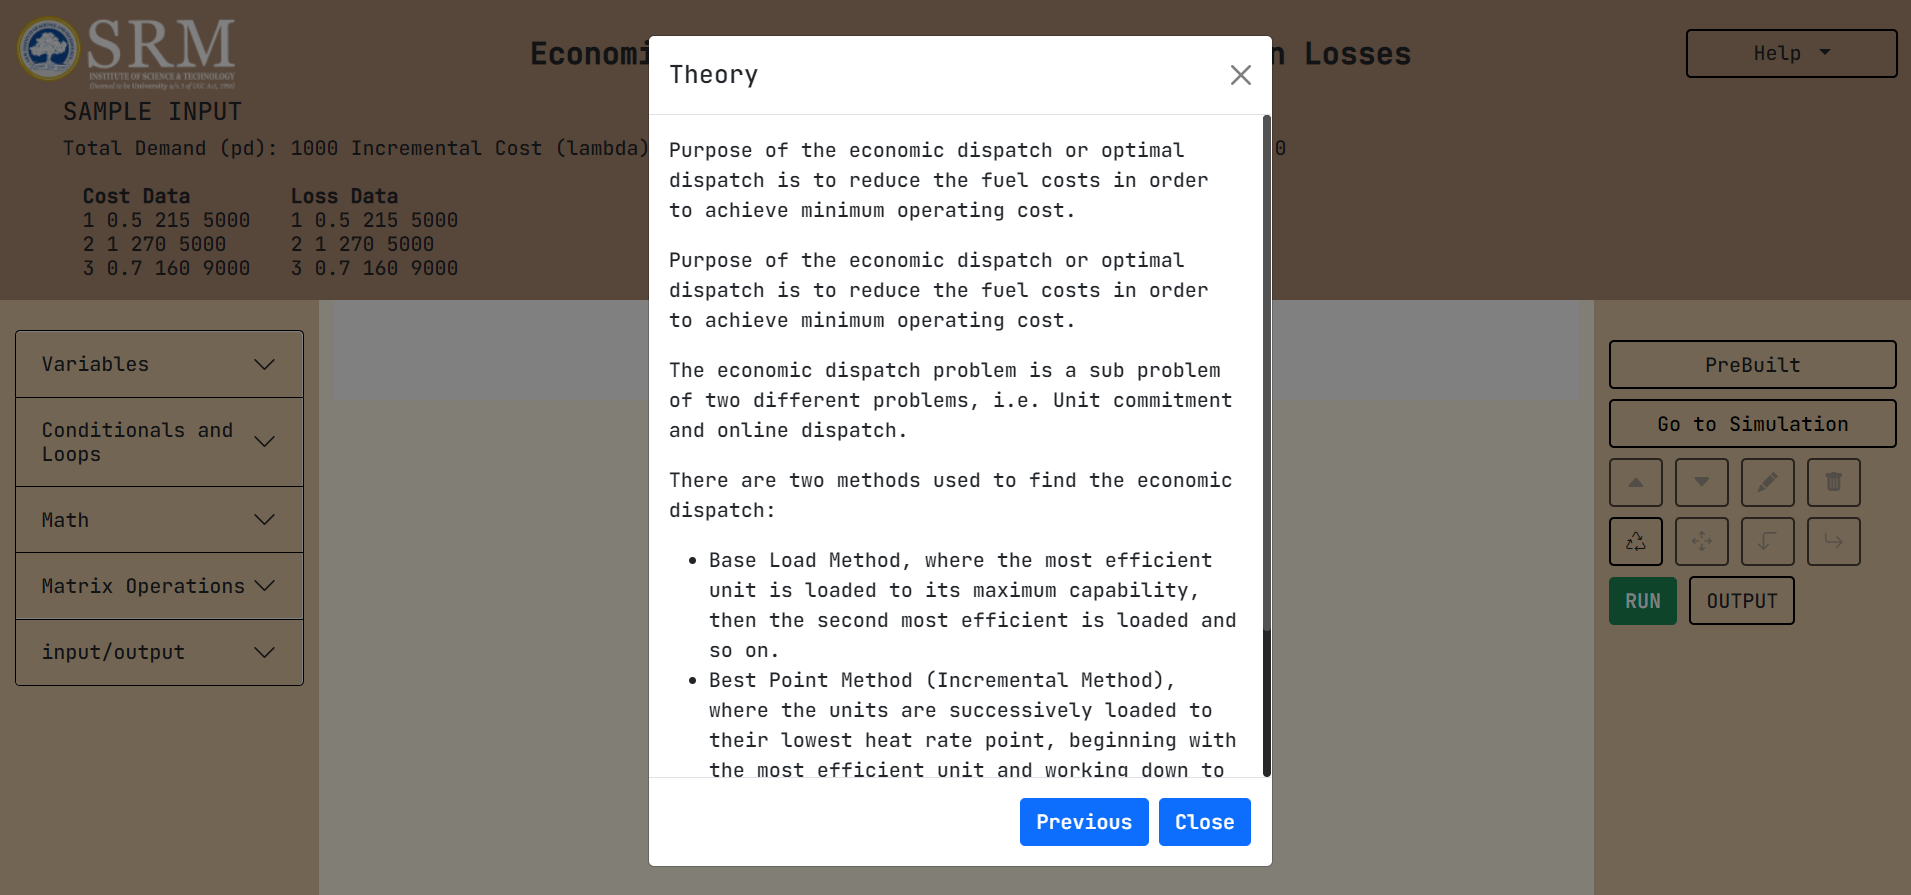 SRM
INSTITUTE OF SCIENCE & TECHNOLOGY
(Deemed to be University u/s 3 of UGC Act, 1956)
Economi
n Losses
Help
SAMPLE INPUT
Total Demand (pd): 1000 Incremental Cost (lambda)
0
Cost Data
1 0.5 215 5000
2 1 270 5000
3 0.7 160 9000
Loss Data
1 0.5 215 5000
2 1 270 5000
3 0.7 160 9000
Variables
Conditionals and
Loops
Math
Matrix Operations
input/output
Theory
Purpose of the economic dispatch or optimal
dispatch is to reduce the fuel costs in order
to achieve minimum operating cost.
Purpose of the economic dispatch or optimal
dispatch is to reduce the fuel costs in order
to achieve minimum operating cost.
The economic dispatch problem is a sub problem
of two different problems, i.e. Unit commitment
and online dispatch.
There are two methods used to find the economic
dispatch:
• Base Load Method, where the most efficient
unit is loaded to its maximum capability,
then the second most efficient is loaded and
so on.
• Best Point Method (Incremental Method),
where the units are successively loaded to
their lowest heat rate point, beginning with
the most efficient unit and working down to
Previous
Close
PreBuilt
Go to Simulation
RUN
OUTPUT